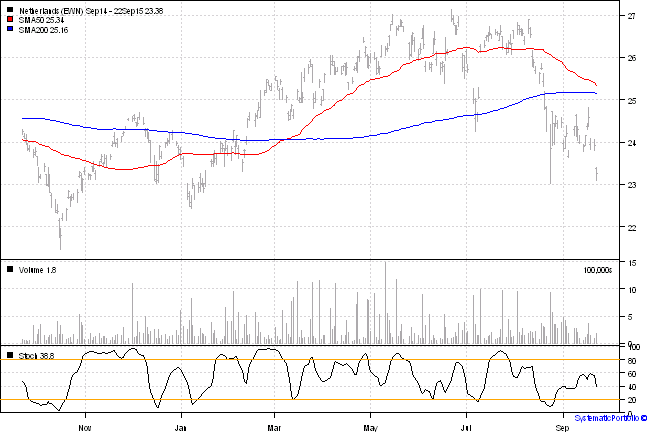 Netherlands (EWN) Sep14 - 22Sep15 23.38
SMA50 25.34
SMA200 25.16
27
26
25
24
23
22
Volume 1.8
100,000s
15
10
5
0
Stoch 38.8
100
80
60
40
20
0
Nov Jan Mar May Jul Sep
SystematicPortfolio ©